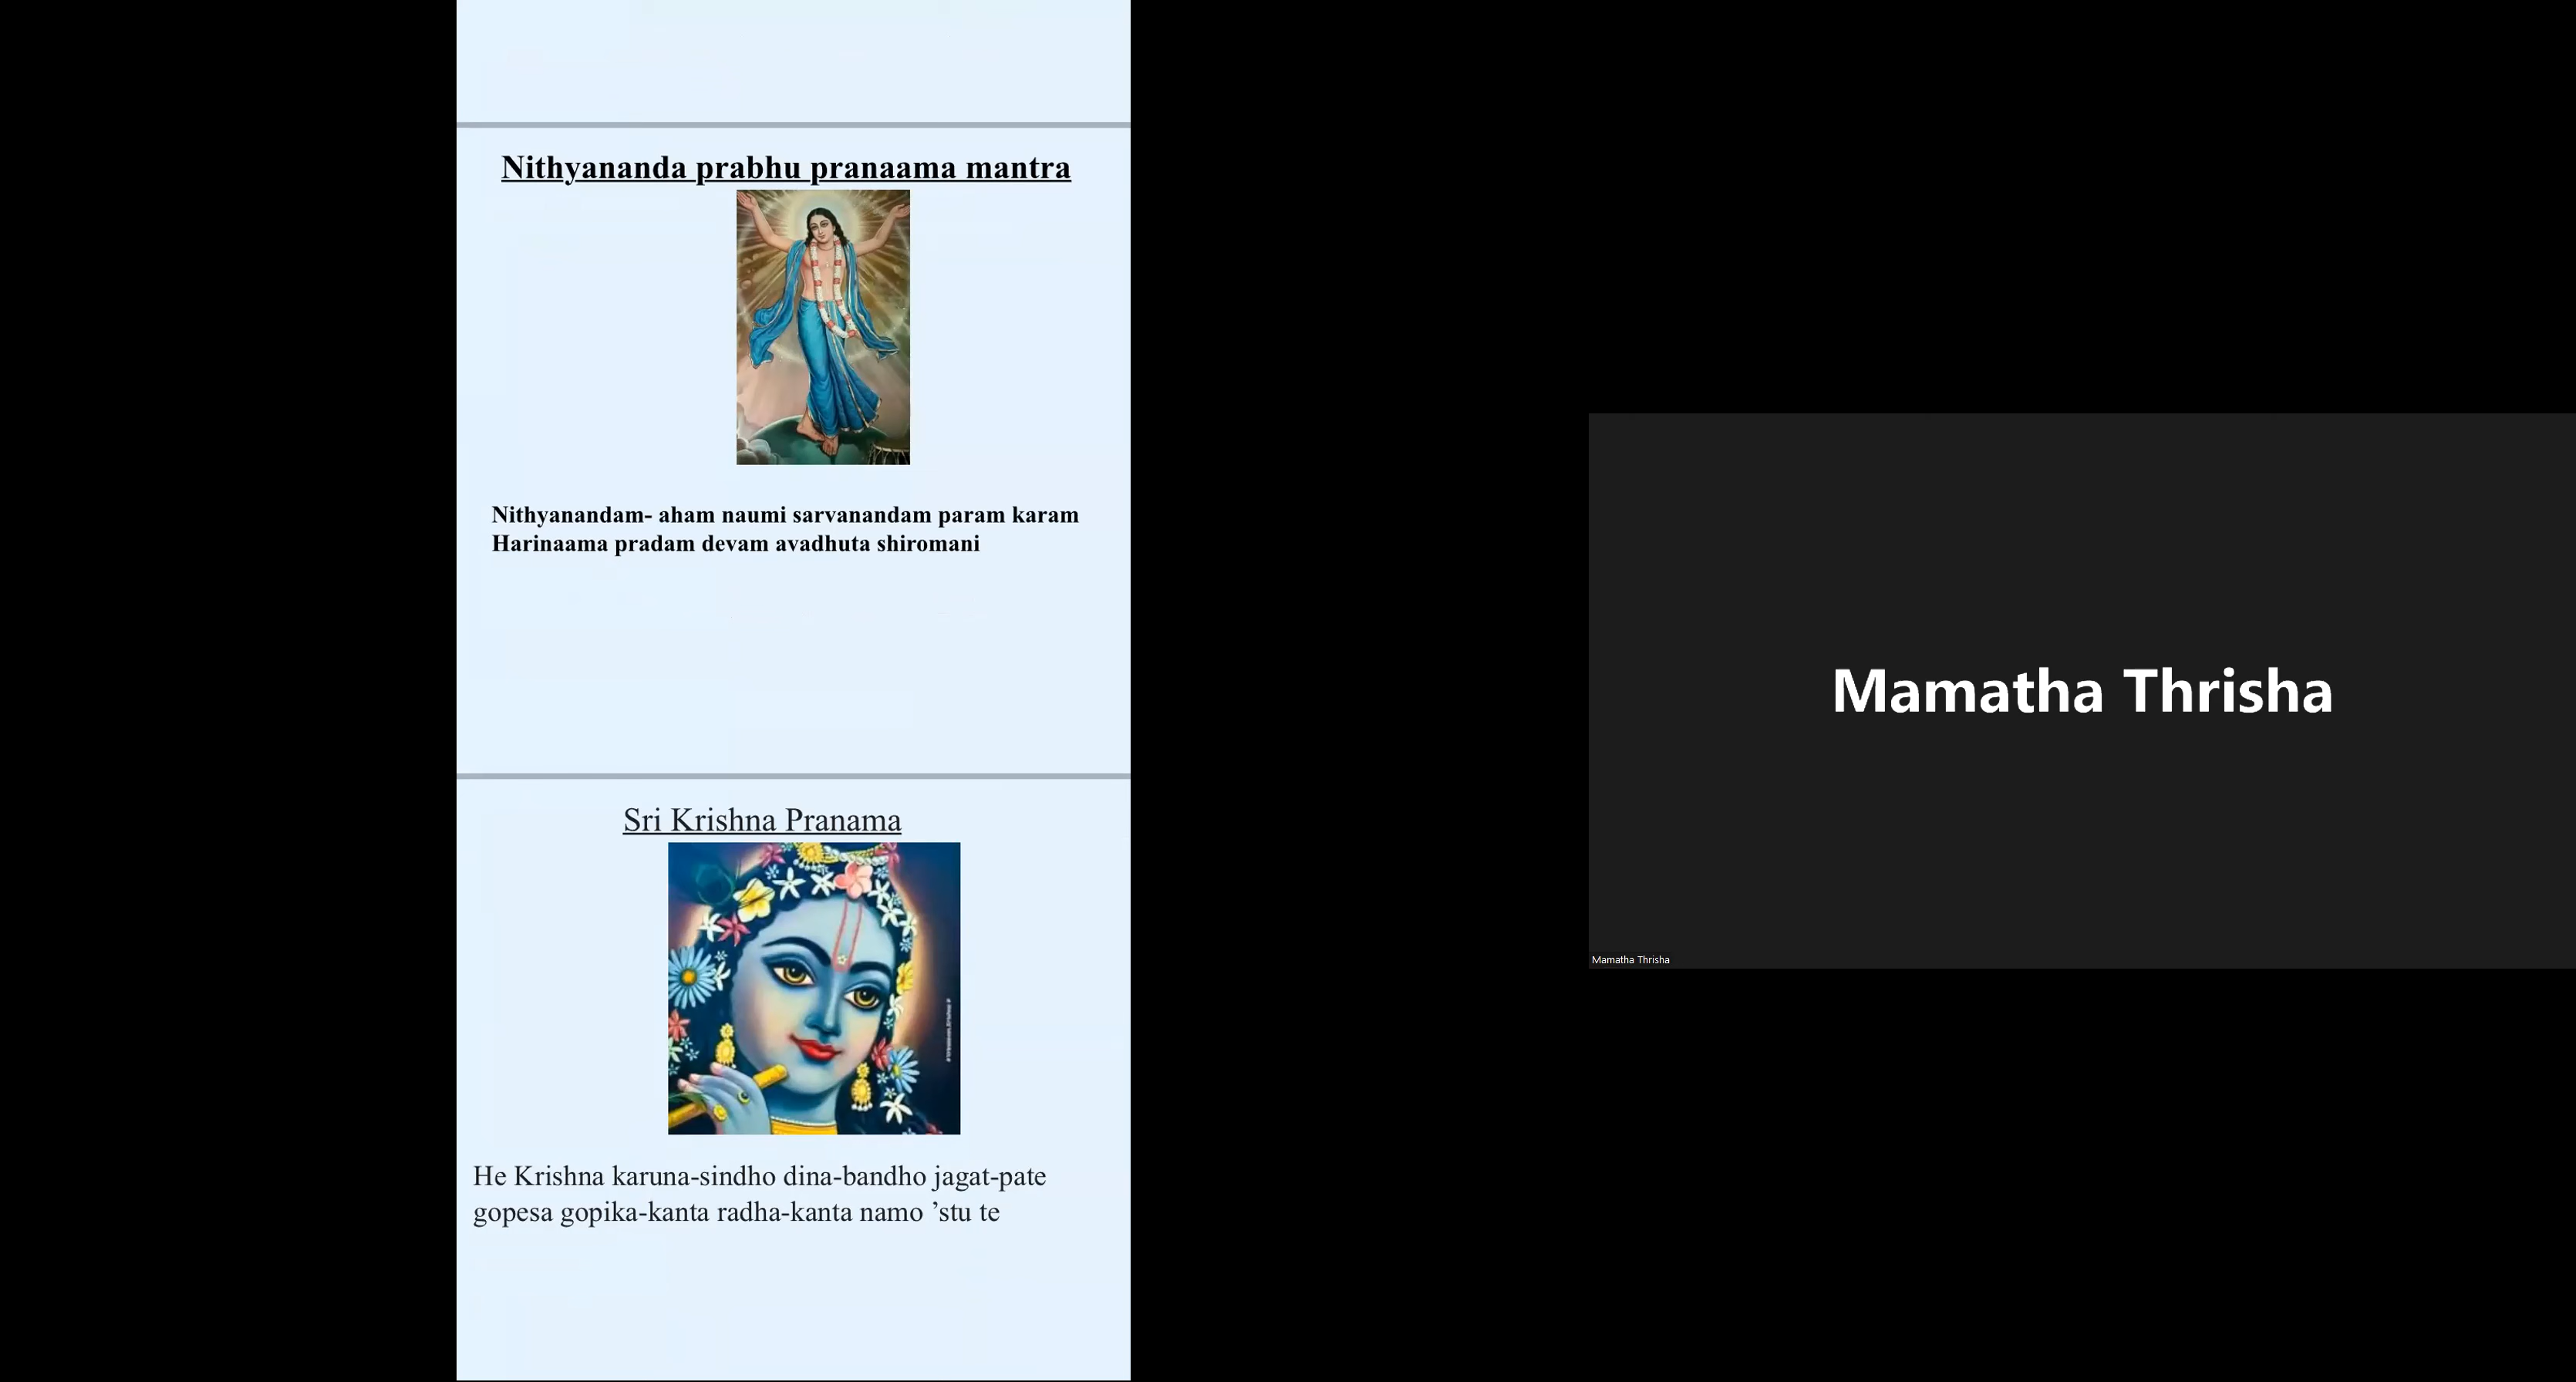 Nithyananda prabhu pranaama mantra
Nithyanandam- aham naumi sarvanandam param karam
Harinaama pradam devam avadhuta shiromani
Sri Krishna Pranama
He Krishna karuna-sindho dina-bandho jagat-pate
gopesa gopika-kanta radha-kanta namo ’stu te
Mamatha Thrisha
Mamatha Thrisha